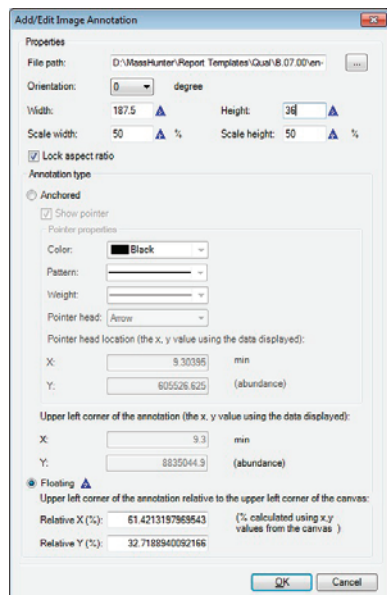 Add/Edit Image Annotation
Properties
File path: D:\MassHunter\Report Templates\Qual\B.07.00\en- ...
Orientation: 0 degree
Width: 187.5 Height: 36
Scale width: 50 % Scale height: 50 %
Lock aspect ratio
Annotation type
Anchored
Show pointer
Pointer properties
Color: Black
Pattern:
Weight:
Pointer head: Arrow
Pointer head location (the x, y value using the data displayed):
X: 9.30395 min
Y: 605526.625 (abundance)
Upper left corner of the annotation (the x, y value using the data displayed):
X: 9.3 min
Y: 8835044.9 (abundance)
Floating
Upper left corner of the annotation relative to the upper left corner of the canvas:
Relative X (%): 61.4213197969543 (% calculated using x,y
Relative Y (%): 32.7188940092166 values from the canvas )
OK Cancel